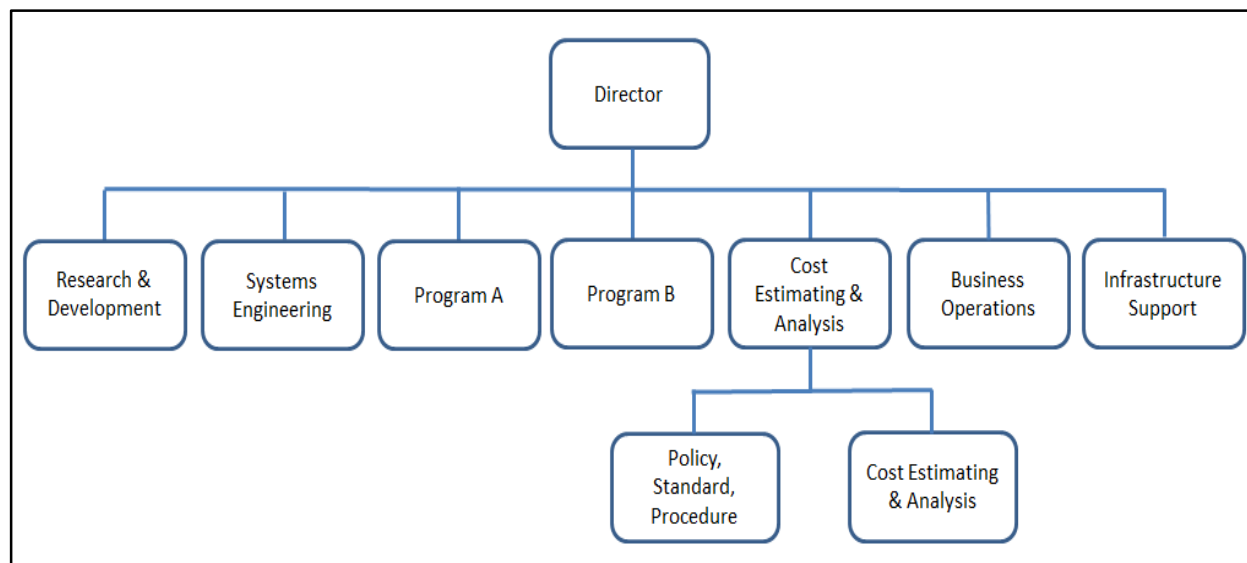 Director
Research &
Development
Systems
Engineering
Program A
Program B
Cost
Estimating &
Analysis
Business
Operations
Infrastructure
Support
Policy,
Standard,
Procedure
Cost Estimating
& Analysis